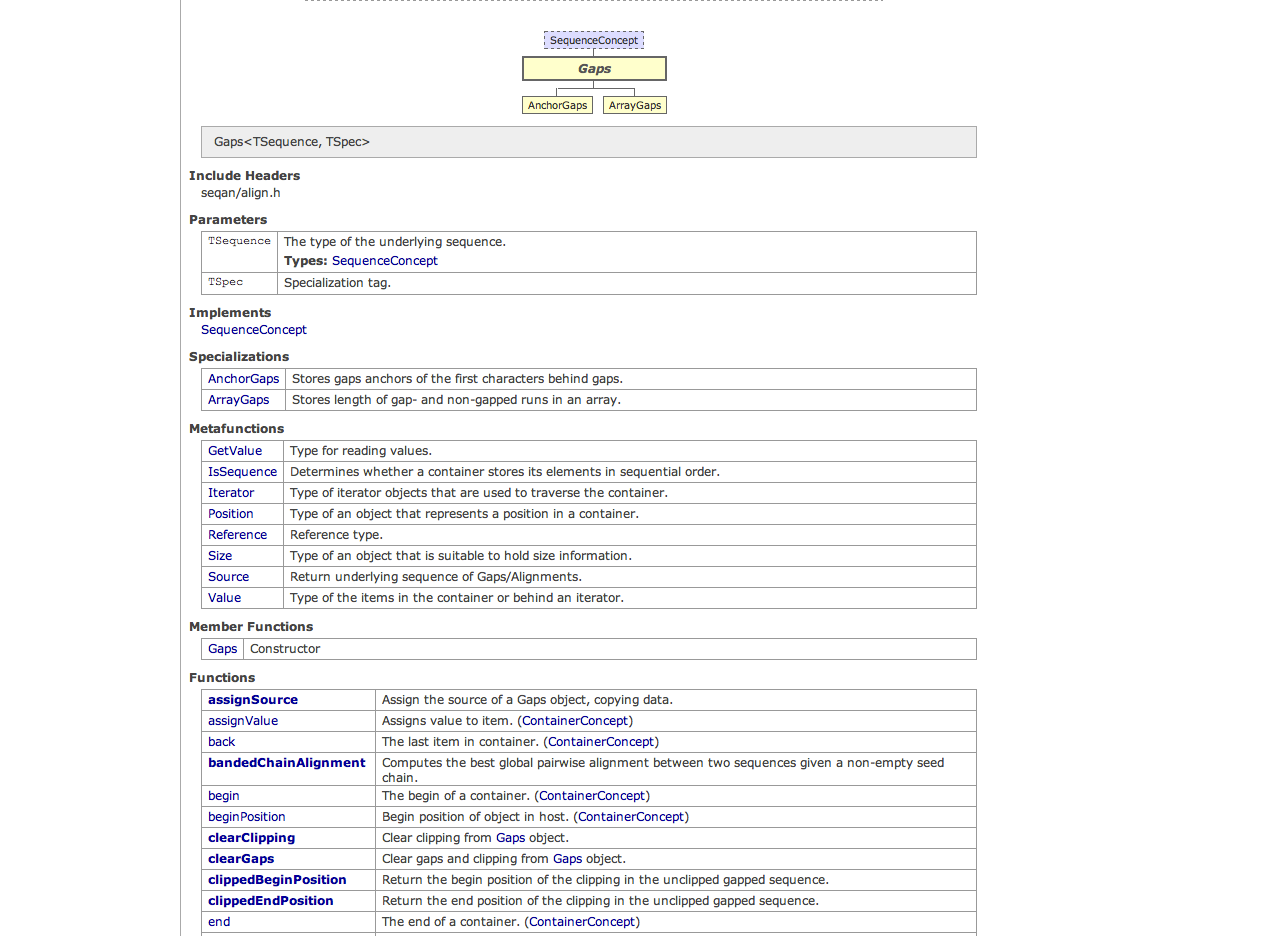 SequenceConcept
Gaps
AnchorGaps ArrayGaps
Gaps<TSequence, TSpec>
Include Headers
seqan/align.h
Parameters
TSequence The type of the underlying sequence.
Types: SequenceConcept
TSpec Specialization tag.
Implements
SequenceConcept
Specializations
AnchorGaps Stores gaps anchors of the first characters behind gaps.
ArrayGaps Stores length of gap- and non-gapped runs in an array.
Metafunctions
GetValue Type for reading values.
IsSequence Determines whether a container stores its elements in sequential order.
Iterator Type of iterator objects that are used to traverse the container.
Position Type of an object that represents a position in a container.
Reference Reference type.
Size Type of an object that is suitable to hold size information.
Source Return underlying sequence of Gaps/Alignments.
Value Type of the items in the container or behind an iterator.
Member Functions
Gaps Constructor
Functions
assignSource Assign the source of a Gaps object, copying data.
assignValue Assigns value to item. (ContainerConcept)
back The last item in container. (ContainerConcept)
bandedChainAlignment Computes the best global pairwise alignment between two sequences given a non-empty seed
chain.
begin The begin of a container. (ContainerConcept)
beginPosition Begin position of object in host. (ContainerConcept)
clearClipping Clear clipping from Gaps object.
clearGaps Clear gaps and clipping from Gaps object.
clippedBeginPosition Return the begin position of the clipping in the unclipped gapped sequence.
clippedEndPosition Return the end position of the clipping in the unclipped gapped sequence.
end The end of a container. (ContainerConcept)